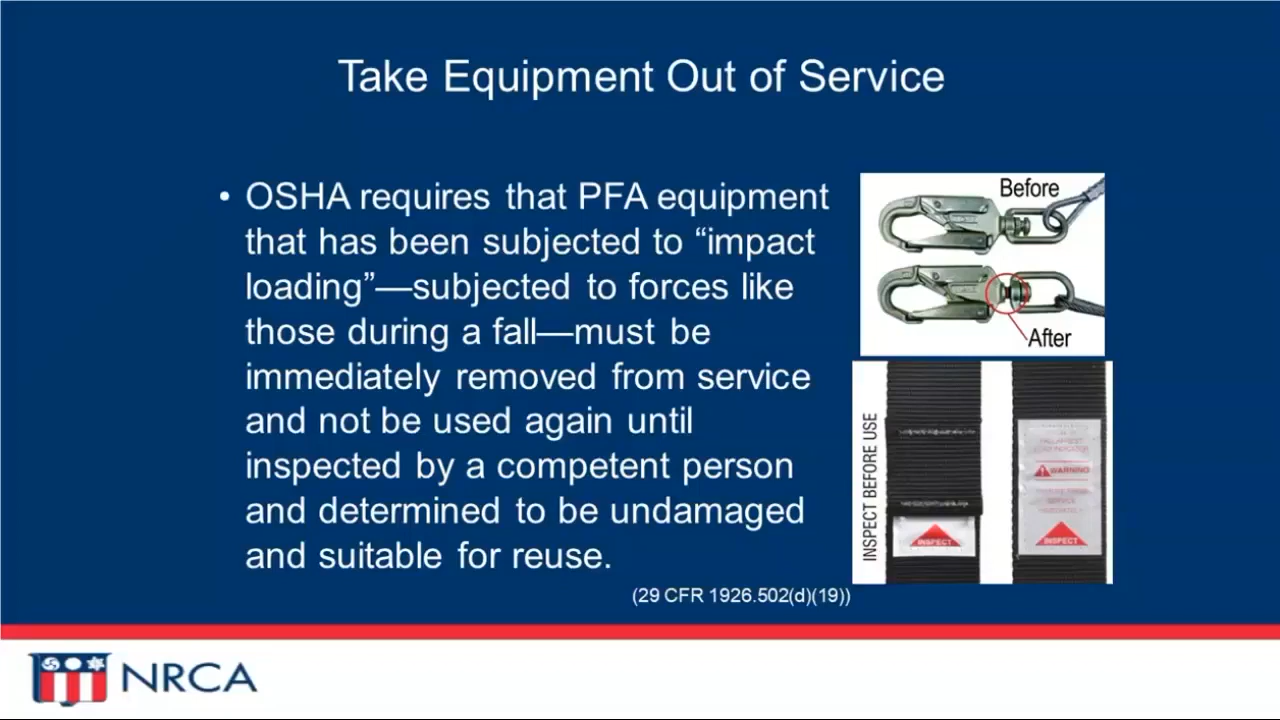 Take Equipment Out of Service
• OSHA requires that PFA equipment
that has been subjected to “impact
loading”—subjected to forces like
those during a fall—must be
immediately removed from service
and not be used again until
inspected by a competent person
and determined to be undamaged
and suitable for reuse.
(29 CFR 1926.502(d)(19))
Before
After
INSPECT BEFORE USE
INSPECT
WARNING
INSPECT
NRCA